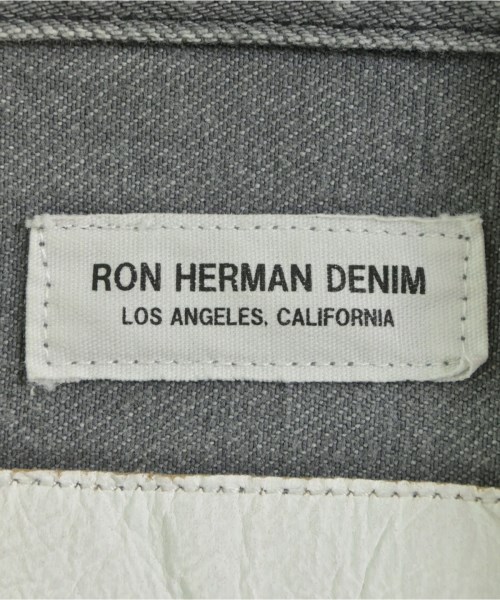 RON HERMAN DENIM
LOS ANGELES, CALIFORNIA